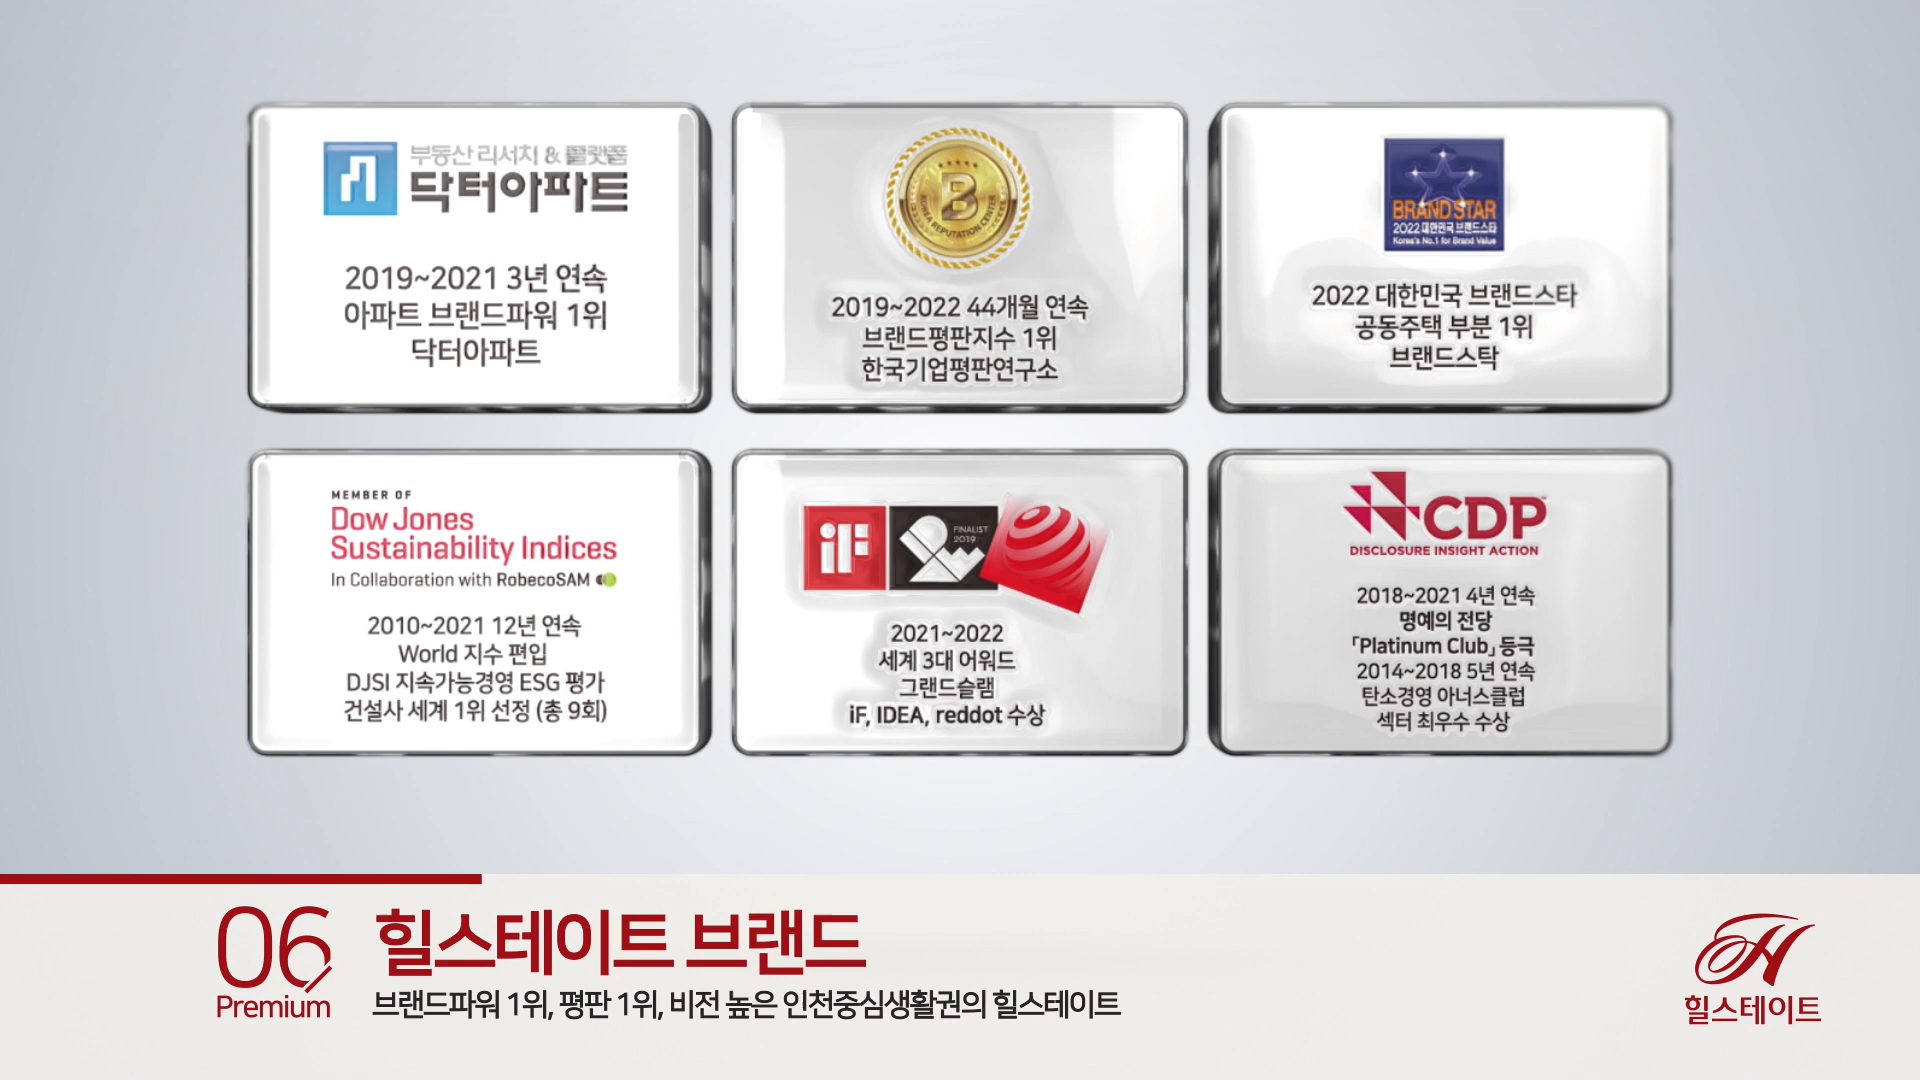 부동산 리서치 & 플랫폼
닥터아파트
2019~2021 3년 연속
아파트 브랜드파워 1위
닥터아파트
B
KOREA REPUTATION CENTER
2019~2022 44개월 연속
브랜드평판지수 1위
한국기업평판연구소
BRAND STAR
2022 대한민국 브랜드스타
Korea's No.1 for Brand Value
2022 대한민국 브랜드스타
공동주택 부분 1위
브랜드스탁
MEMBER OF
Dow Jones
Sustainability Indices
In Collaboration with RobecoSAM
2010~2021 12년 연속
World 지수 편입
DJSI 지속가능경영 ESG 평가
건설사 세계 1위 선정 (총 9회)
iF
FINALIST
2019
2021~2022
세계 3대 어워드
그랜드슬램
iF, IDEA, reddot 수상
CDP
DISCLOSURE INSIGHT ACTION
2018~2021 4년 연속
명예의 전당
「Platinum Club」 등극
2014~2018 5년 연속
탄소경영 아너스클럽
섹터 최우수 수상
06
Premium
힐스테이트 브랜드
브랜드파워 1위, 평판 1위, 비전 높은 인천중심생활권의 힐스테이트
H
힐스테이트